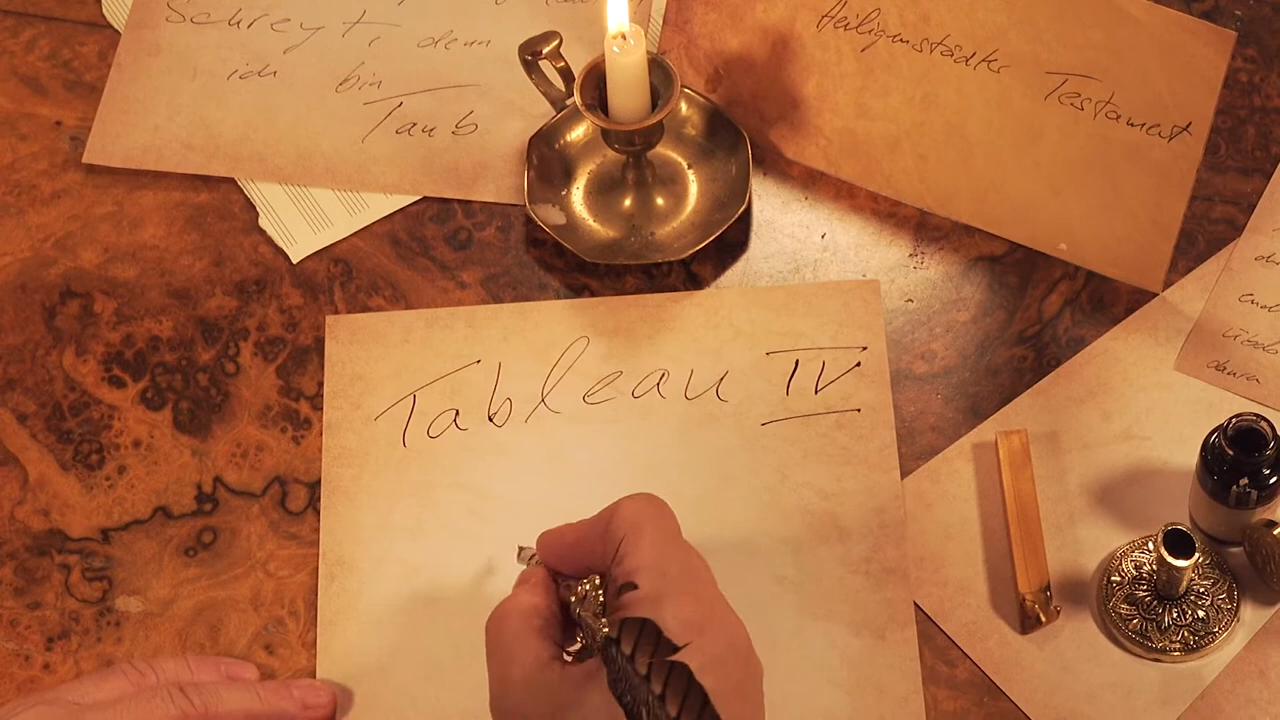 Schreyt, denn
ich bin
Taub
Heiligenstädter Testament
Tableau IV